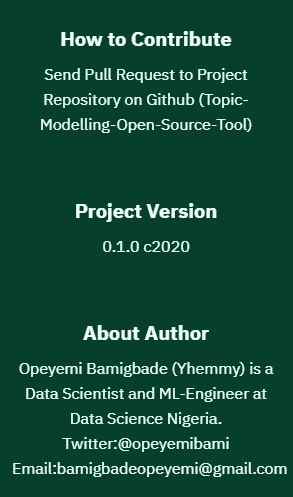 How to Contribute
Send Pull Request to Project
Repository on Github (Topic-
Modelling-Open-Source-Tool)
Project Version
0.1.0 c2020
About Author
Opeyemi Bamigbade (Yhemmy) is a
Data Scientist and ML-Engineer at
Data Science Nigeria.
Twitter:@opeyemibami
Email:bamigbadeopeyemi@gmail.com